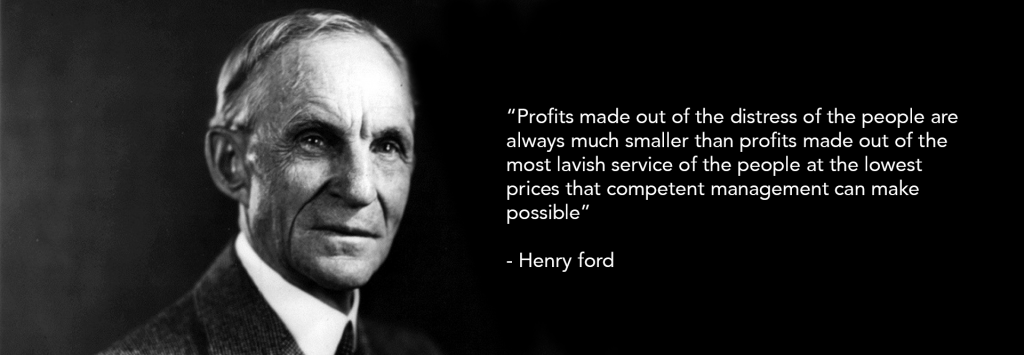 “Profits made out of the distress of the people are
always much smaller than profits made out of the
most lavish service of the people at the lowest
prices that competent management can make
possible”
- Henry ford